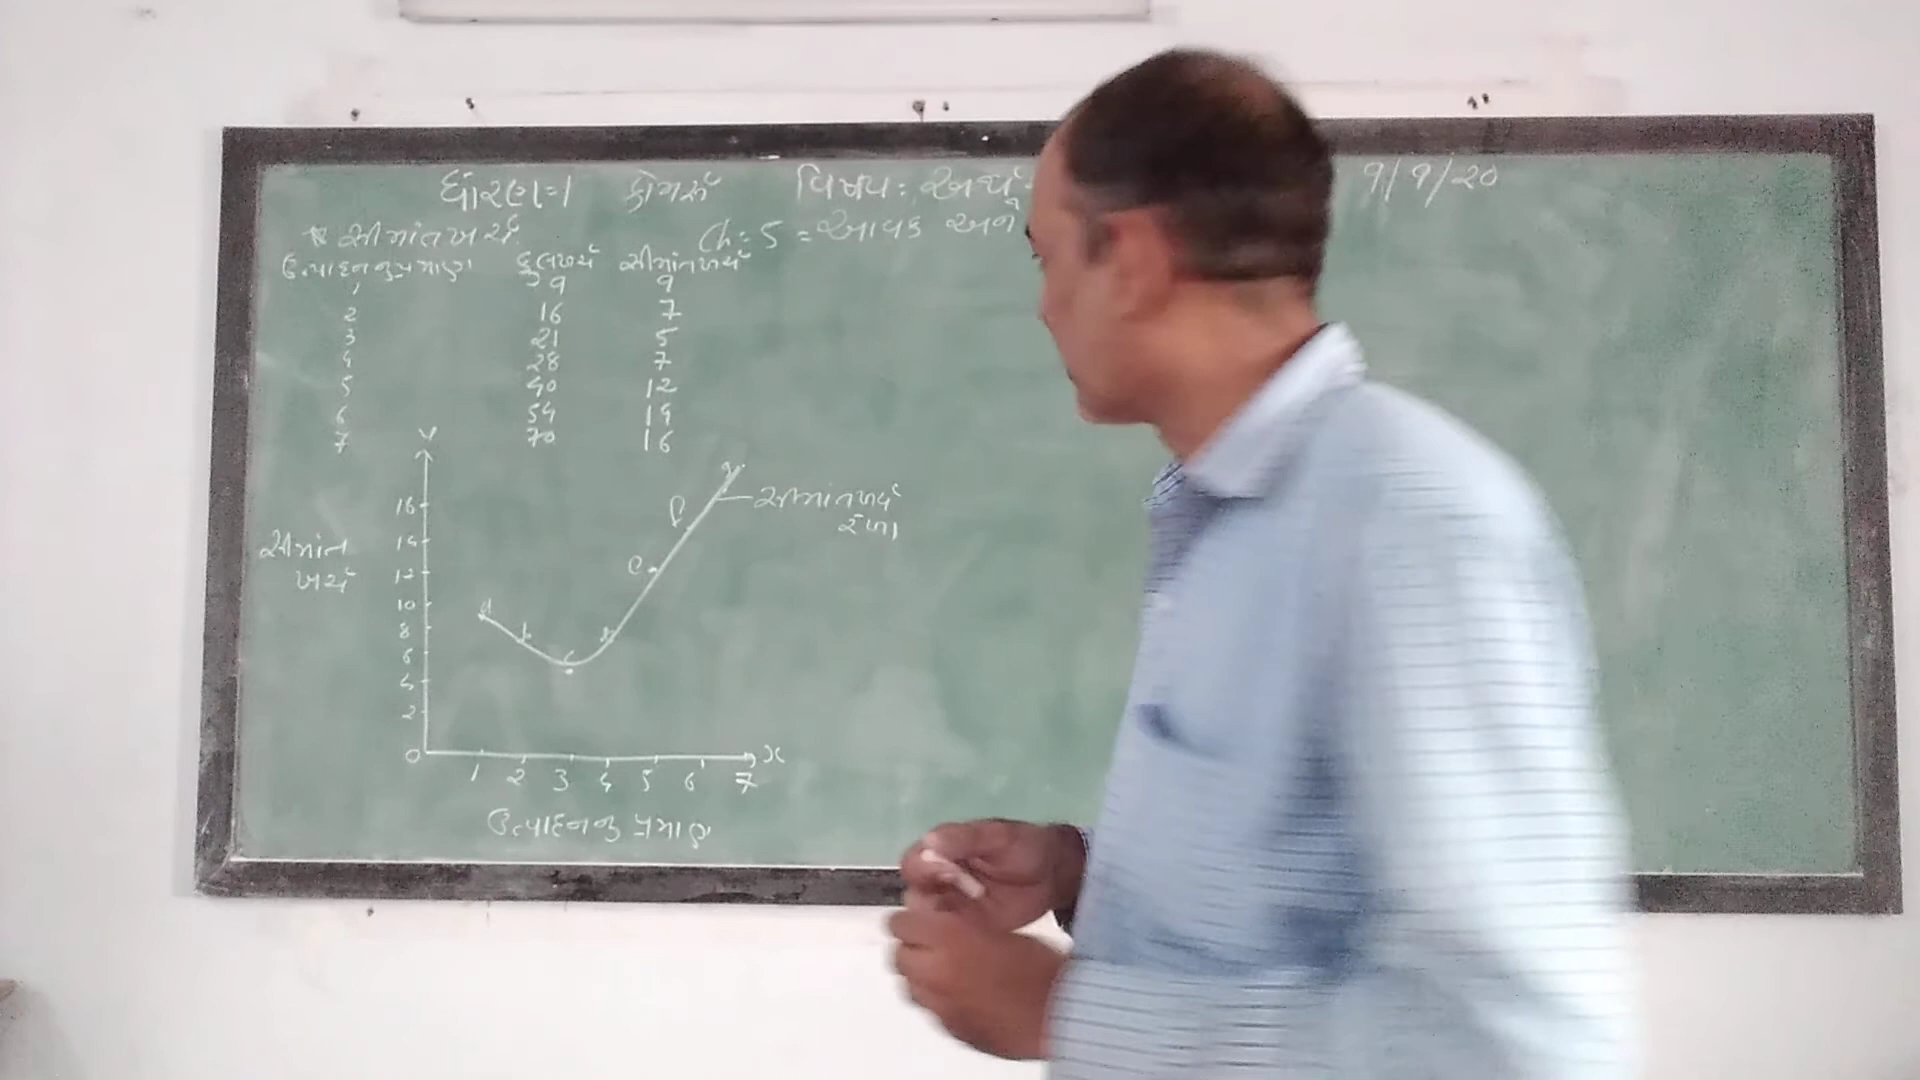 ધોરણ=11 કોમર્સ વિષય: અર્થ- 9/9/20
* સીમાંતખર્ચ: Ch: 5 = આવક અને
ઉત્પાદનનુ પ્રમાણ કુલખર્ચ સીમાંતખર્ચ
1 9 9
2 16 7
3 21 5
4 28 7
5 40 12
6 54 14
7 70 16
y
16
14
12
10
8
6
4
2
0
સીમાંત
ખર્ચ
a b c d e f g
સીમાંતખર્ચ
રેખા
1 2 3 4 5 6 7 x
ઉત્પાદનનુ પ્રમાણ